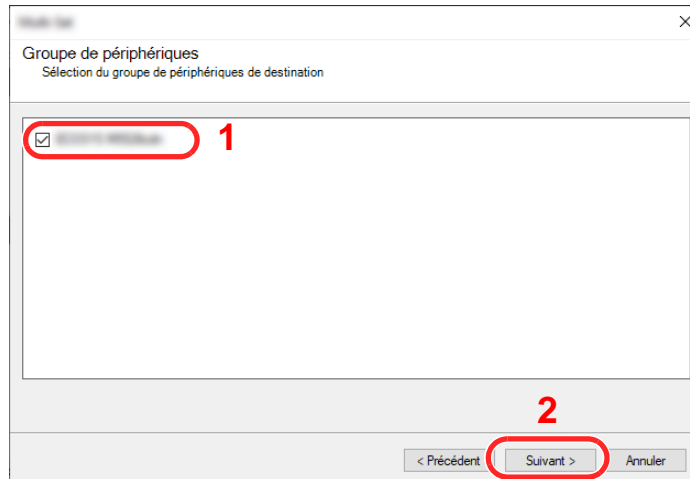 Groupe de périphériques
Sélection du groupe de périphériques de destination
1
2
< Précédent Suivant > Annuler